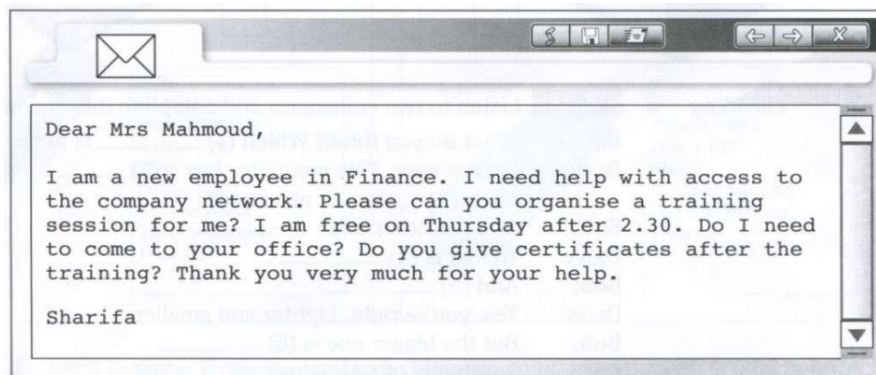 Dear Mrs Mahmoud,
I am a new employee in Finance. I need help with access to
the company network. Please can you organise a training
session for me? I am free on Thursday after 2.30. Do I need
to come to your office? Do you give certificates after the
training? Thank you very much for your help.
Sharifa